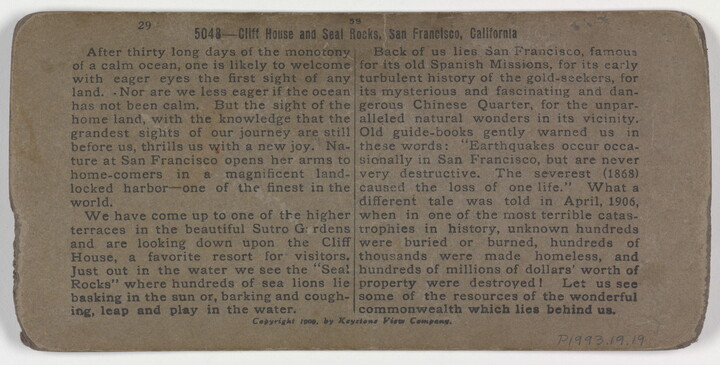 29
59
5048—Cliff House and Seal Rocks, San Francisco, California
After thirty long days of the monotony
of a calm ocean, one is likely to welcome
with eager eyes the first sight of any
land. Nor are we less eager if the ocean
has not been calm. But the sight of the
home land, with the knowledge that the
grandest sights of our journey are still
before us, thrills us with a new joy. Na-
ture at San Francisco opens her arms to
home-comers in a magnificent land-
locked harbor—one of the finest in the
world.
We have come up to one of the higher
terraces in the beautiful Sutro Gardens
and are looking down upon the Cliff
House, a favorite resort for visitors.
Just out in the water we see the "Seal
Rocks" where hundreds of sea lions lie
basking in the sun or, barking and cough-
ing, leap and play in the water.
Back of us lies San Francisco, famous
for its old Spanish Missions, for its early
turbulent history of the gold-seekers, for
its mysterious and fascinating and dan-
gerous Chinese Quarter, for the unpar-
alleled natural wonders in its vicinity.
Old guide-books gently warned us in
these words: "Earthquakes occur occa-
sionally in San Francisco, but are never
very destructive. The severest (1868)
caused the loss of one life." What a
different tale was told in April, 1906,
when in one of the most terrible catas-
trophies in history, unknown hundreds
were buried or burned, hundreds of
thousands were made homeless, and
hundreds of millions of dollars' worth of
property were destroyed! Let us see
some of the resources of the wonderful
commonwealth which lies behind us.
Copyright by Keystone View Company.
P1993.19.19